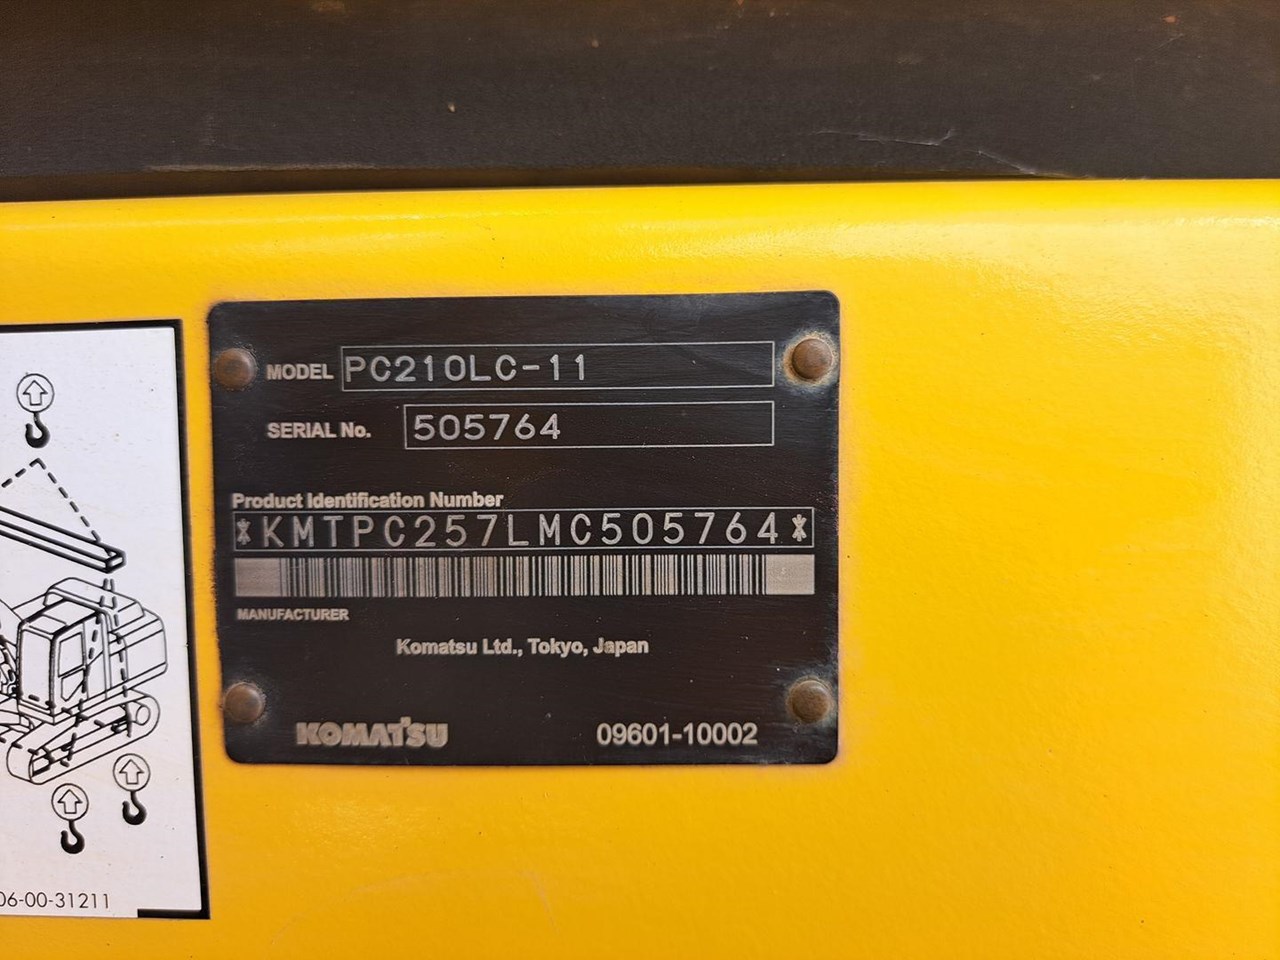 MODEL PC210LC-11
SERIAL No. 505764
Product Identification Number
*KMTPC257LMC505764*
MANUFACTURER
Komatsu Ltd., Tokyo, Japan
KOMATSU 09601-10002
06-00-31211